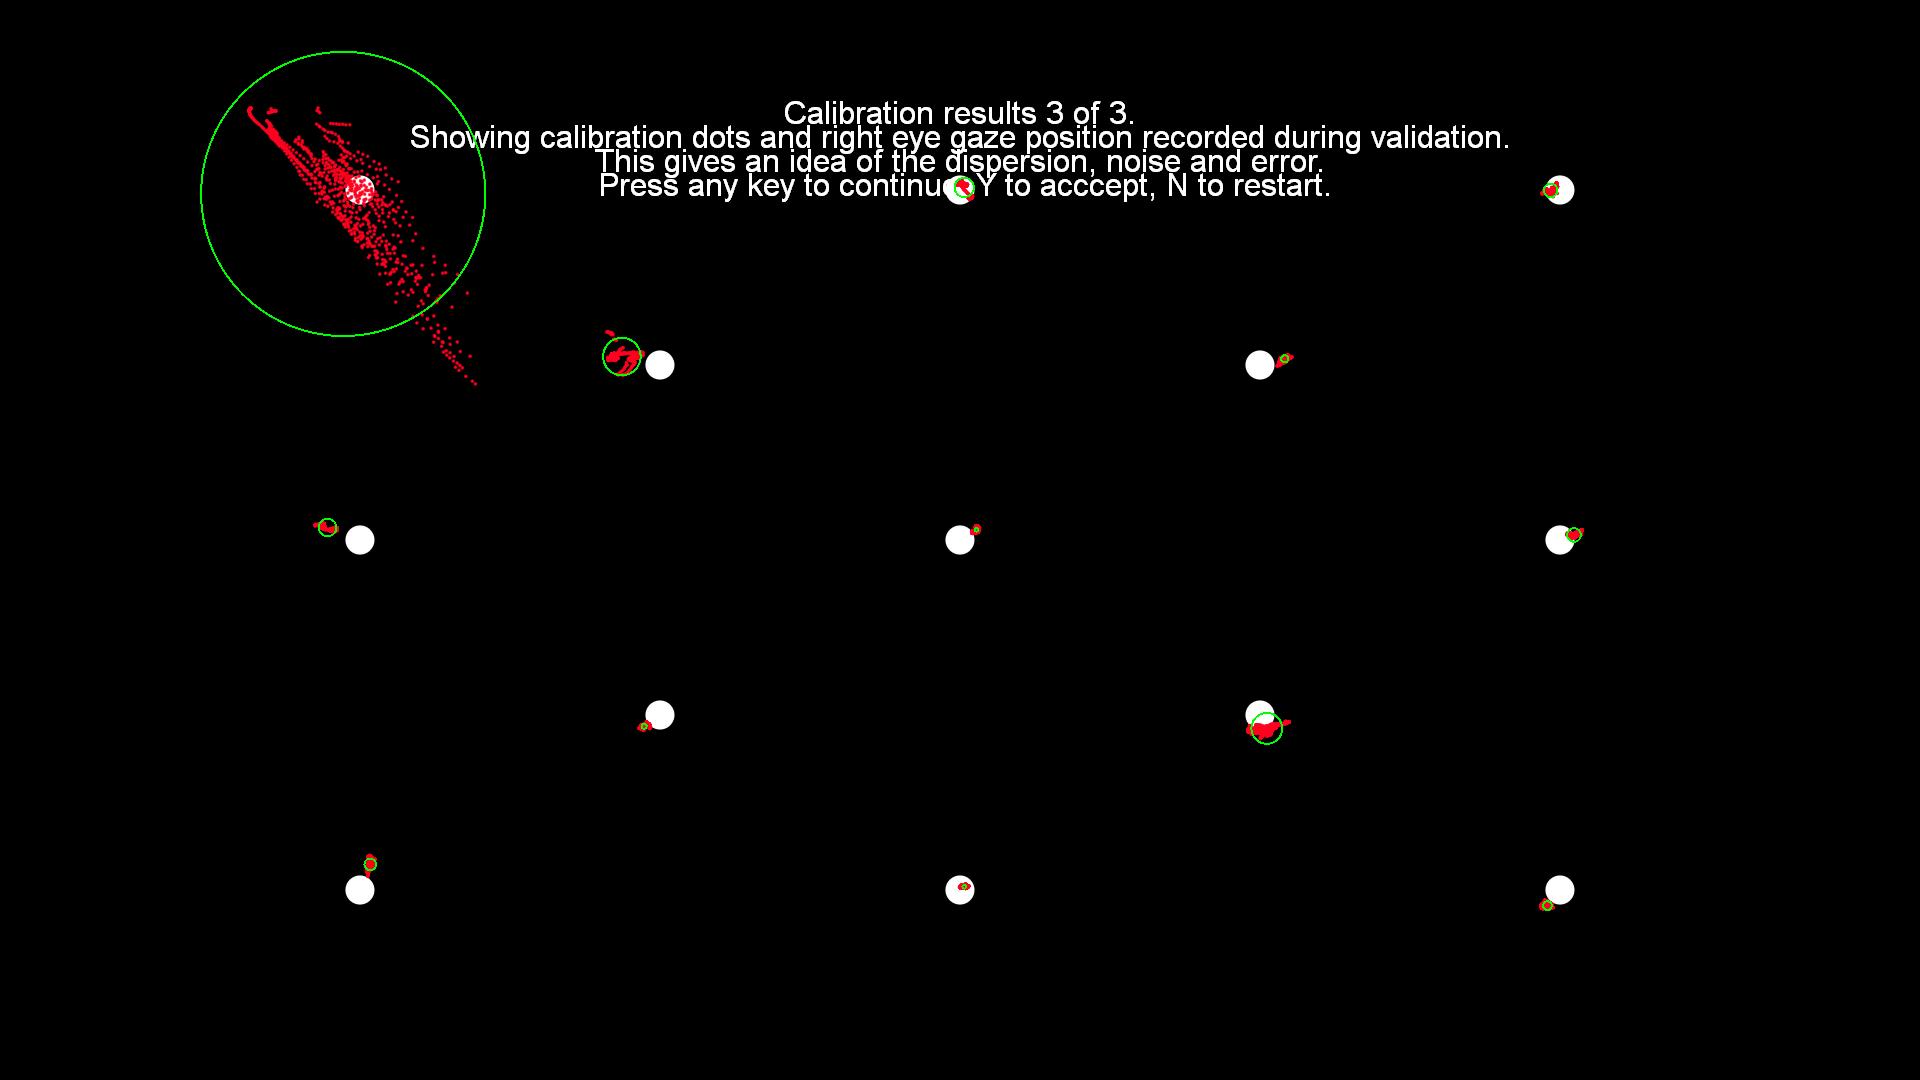 Calibration results 3 of 3.
Showing calibration dots and right eye gaze position recorded during validation.
This gives an idea of the dispersion, noise and error.
Press any key to continue Y to acccept, N to restart.